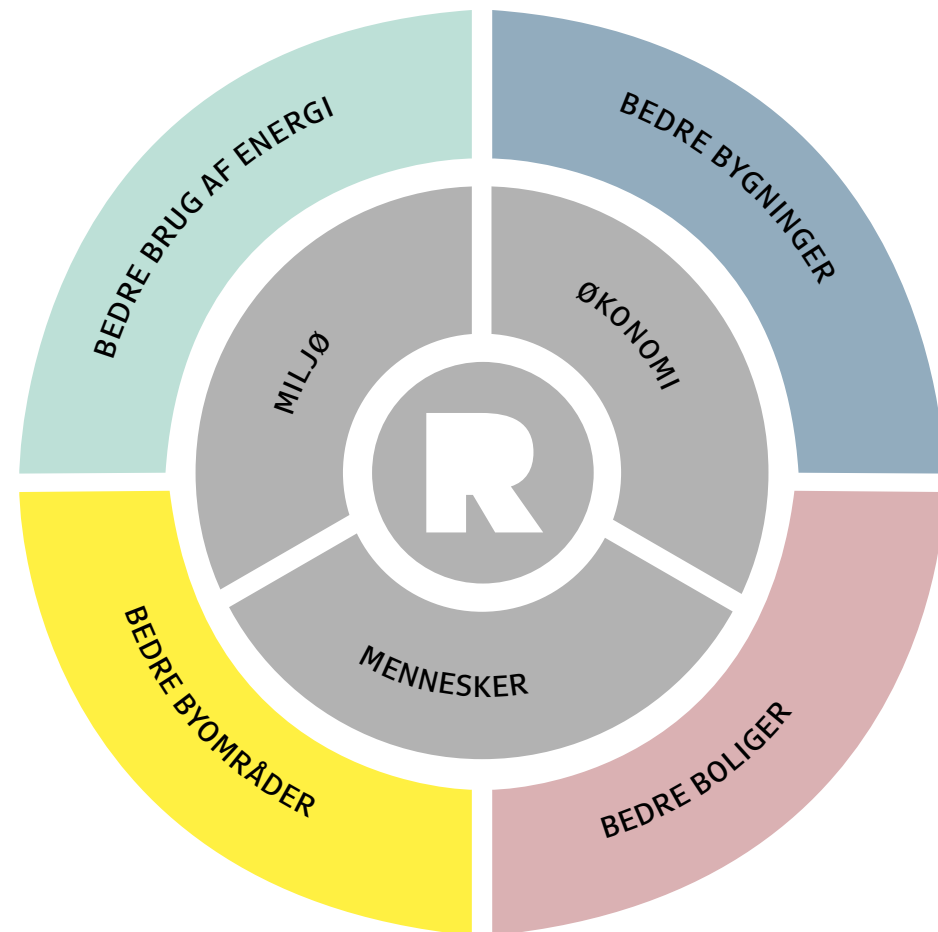 BEDRE BRUG AF ENERGI
BEDRE BYGNINGER
MILJØ
ØKONOMI
R
MENNESKER
BEDRE BYOMRÅDER
BEDRE BOLIGER